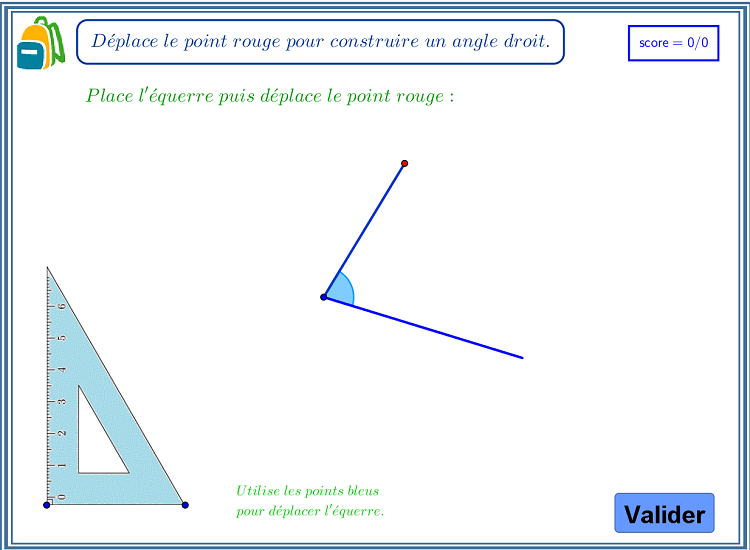 Déplace le point rouge pour construire un angle droit.
score = 0/0
Place l'équerre puis déplace le point rouge :
6
5
4
3
2
1
0
Utilise les points bleus
pour déplacer l'équerre.
Valider